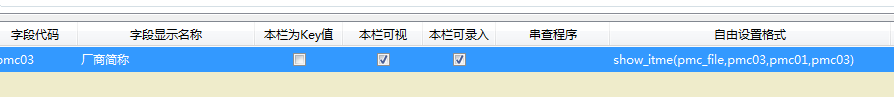 字段代码 字段显示名称 本栏为Key值 本栏可视 本栏可录入 串查程序 自由设置格式
pmc03 厂商简称 show_itme(pmc_file,pmc03,pmc01,pmc03)